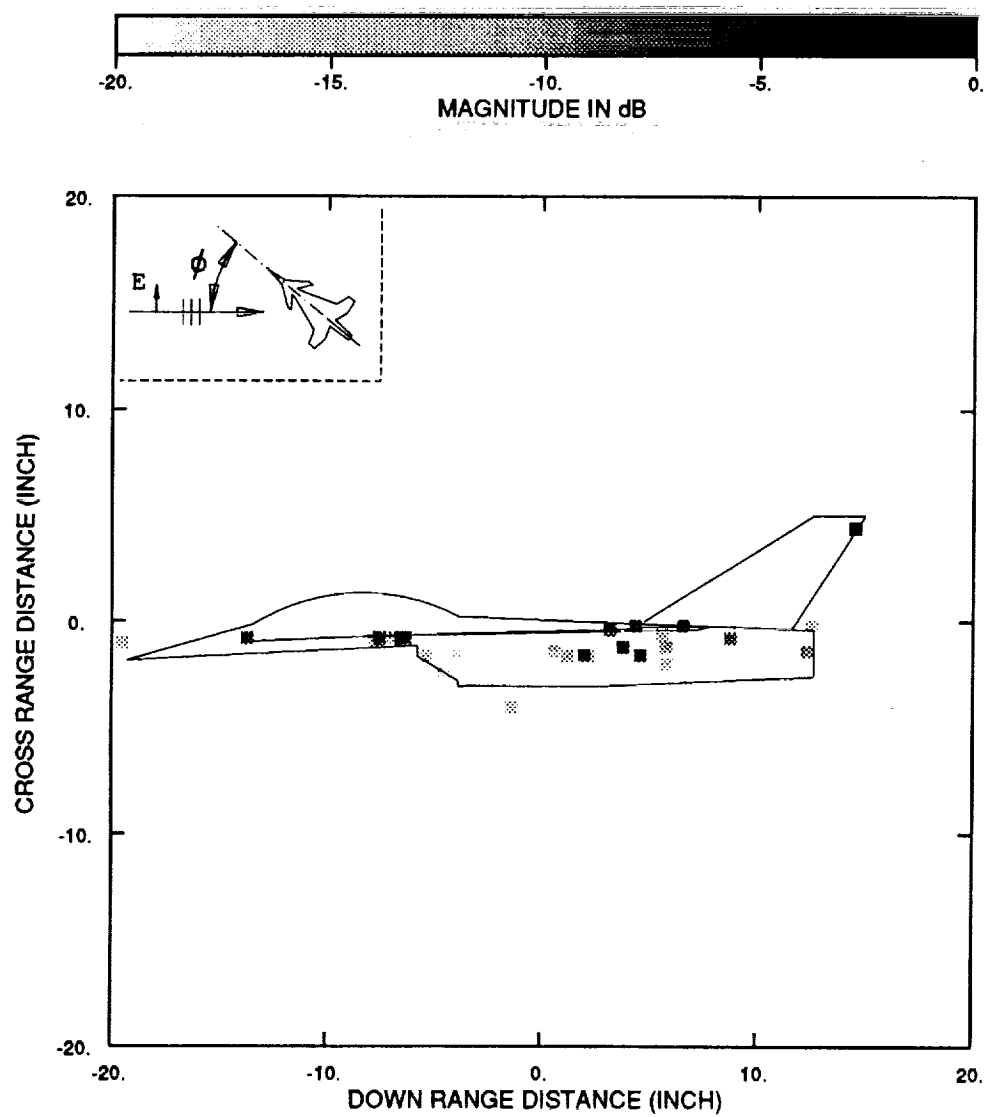 -20. -15. -10. -5. 0.
MAGNITUDE IN dB
20.
ϕ
E
10.
CROSS RANGE DISTANCE (INCH)
0.
-10.
-20.
-20. -10. 0. 10. 20.
DOWN RANGE DISTANCE (INCH)